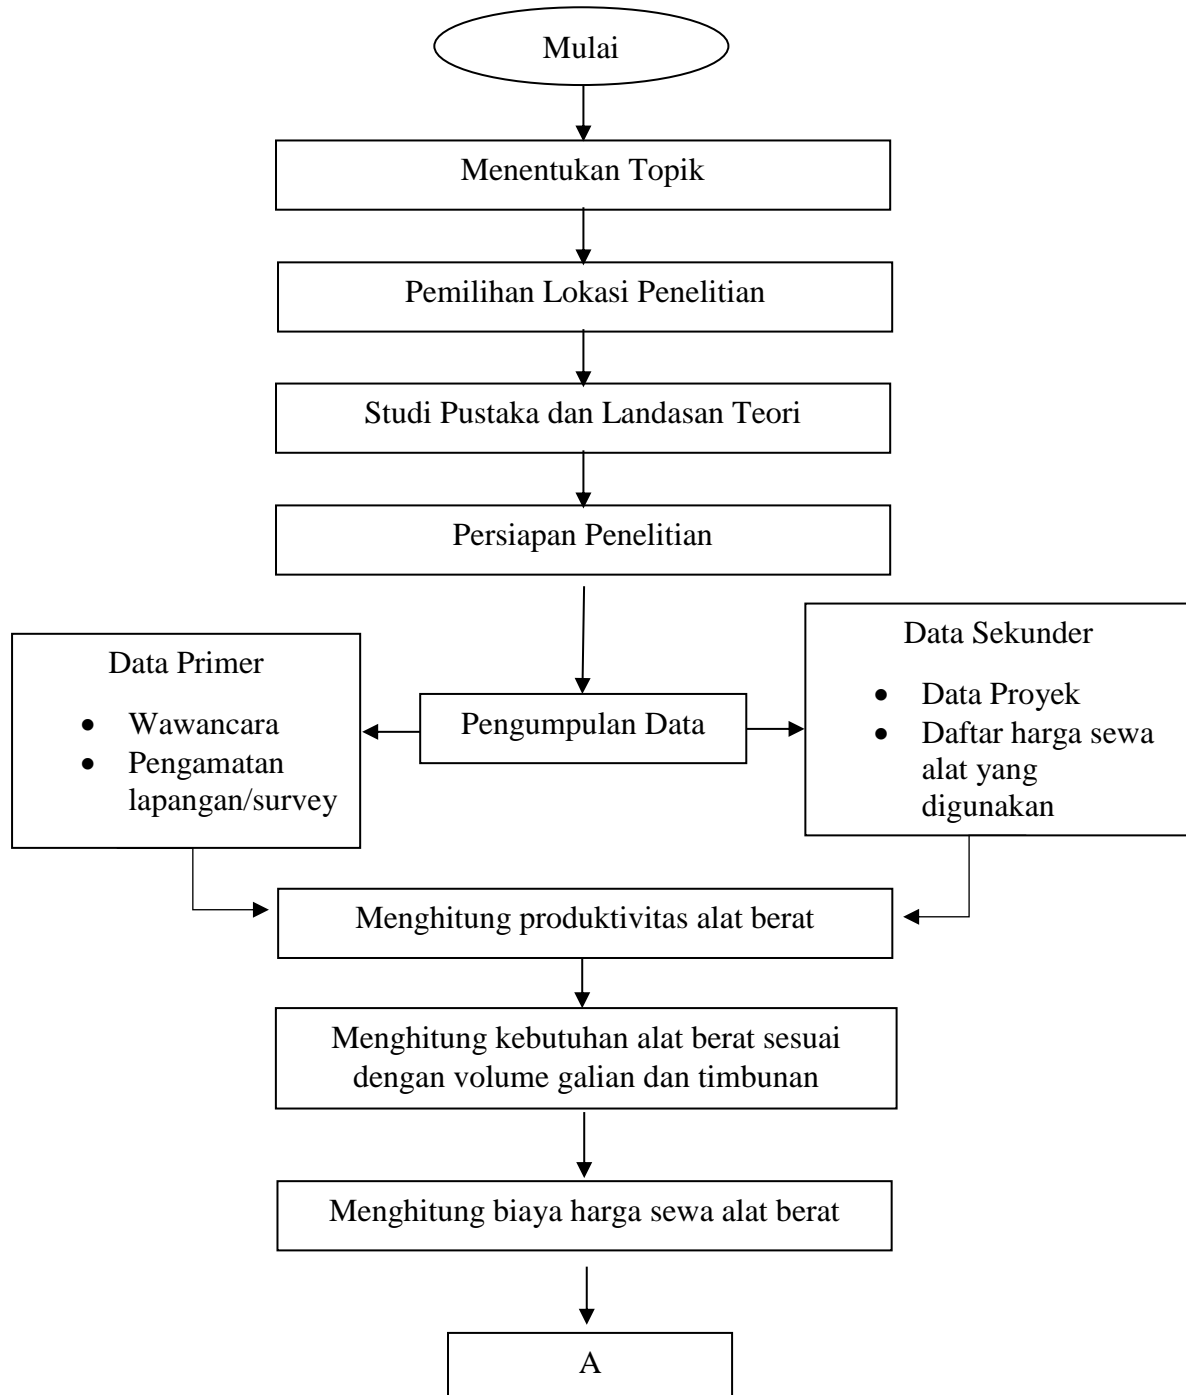 Mulai
Menentukan Topik
Pemilihan Lokasi Penelitian
Studi Pustaka dan Landasan Teori
Persiapan Penelitian
Data Primer
• Wawancara
• Pengamatan
lapangan/survey
Pengumpulan Data
Data Sekunder
• Data Proyek
• Daftar harga sewa
alat yang
digunakan
Menghitung produktivitas alat berat
Menghitung kebutuhan alat berat sesuai
dengan volume galian dan timbunan
Menghitung biaya harga sewa alat berat
A